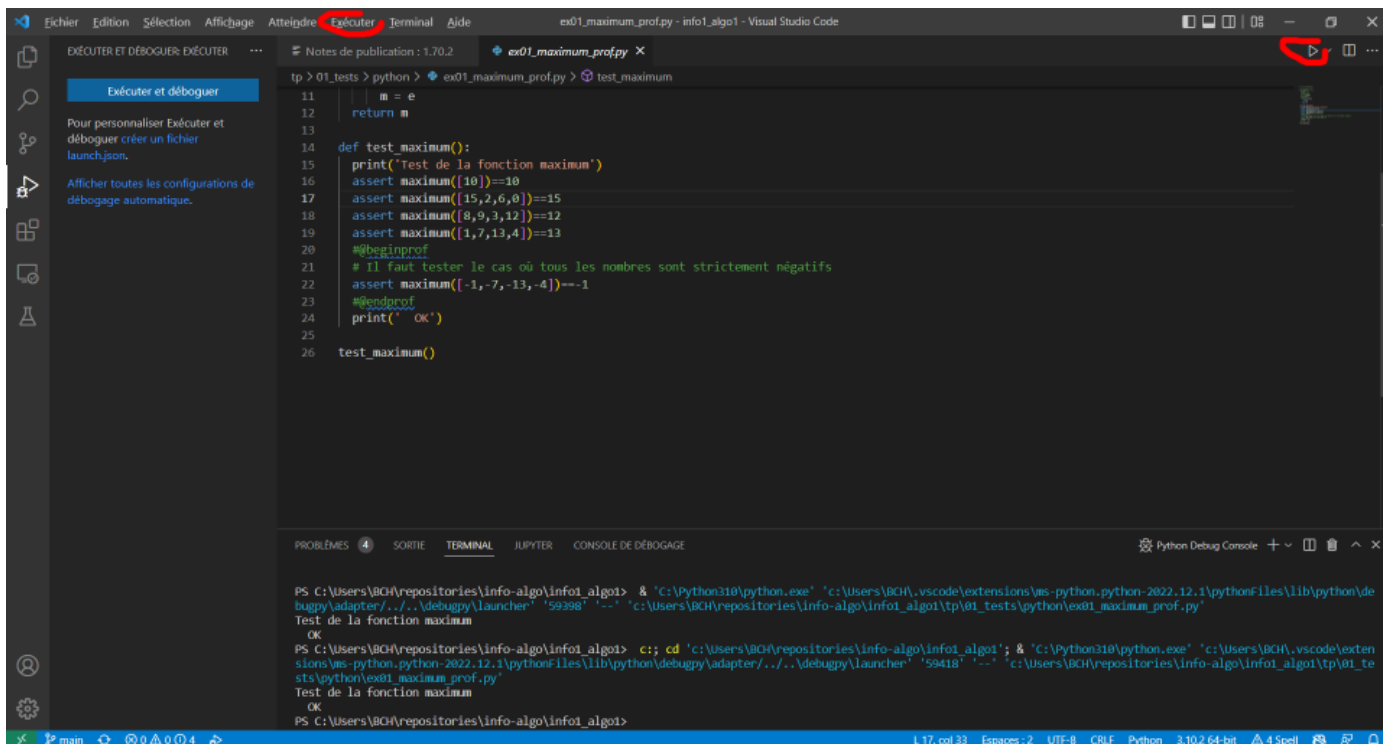 Fichier Edition Sélection Affichage Atteindre Exécuter Terminal Aide ex01_maximum_prof.py - info1_algo1 - Visual Studio Code
EXÉCUTER ET DÉBOGUER: EXÉCUTER ···
Notes de publication : 1.70.2 ex01_maximum_prof.py
tp > 01_tests > python > ex01_maximum_prof.py > test_maximum
Exécuter et déboguer
Pour personnaliser Exécuter et
déboguer créer un fichier
launch.json.
Afficher toutes les configurations de
débogage automatique.
11 m = e
12 return m
13
14 def test_maximum():
15 print('Test de la fonction maximum')
16 assert maximum([10])==10
17 assert maximum([15,2,6,0])==15
18 assert maximum([8,9,3,12])==12
19 assert maximum([1,7,13,4])==13
20 #@beginprof
21 # Il faut tester le cas où tous les nombres sont strictement négatifs
22 assert maximum([-1,-7,-13,-4])==-1
23 #@endprof
24 print('  OK')
25
26 test_maximum()
PROBLÈMES 4 SORTIE TERMINAL JUPYTER CONSOLE DE DÉBOGAGE Python Debug Console
PS C:\Users\BCH\repositories\info-algo\info1_algo1> & 'C:\Python310\python.exe' 'c:\Users\BCH\.vscode\extensions\ms-python.python-2022.12.1\pythonFiles\lib\python\de
bugpy\adapter/../..\debugpy\launcher' '59398' '--' 'c:\Users\BCH\repositories\info-algo\info1_algo1\tp\01_tests\python\ex01_maximum_prof.py'
Test de la fonction maximum
OK
PS C:\Users\BCH\repositories\info-algo\info1_algo1> c:; cd 'c:\Users\BCH\repositories\info-algo\info1_algo1'; & 'C:\Python310\python.exe' 'c:\Users\BCH\.vscode\exten
sions\ms-python.python-2022.12.1\pythonFiles\lib\python\debugpy\adapter/../..\debugpy\launcher' '59418' '--' 'c:\Users\BCH\repositories\info-algo\info1_algo1\tp\01_te
sts\python\ex01_maximum_prof.py'
Test de la fonction maximum
OK
PS C:\Users\BCH\repositories\info-algo\info1_algo1>
main 0 0 4 L 17, col 33 Espaces : 2 UTF-8 CRLF Python 3.10.2 64-bit 4 Spell